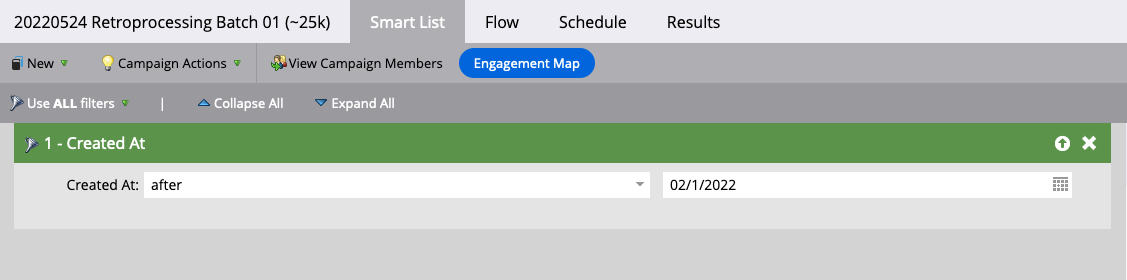 20220524 Retroprocessing Batch 01 (~25k) Smart List Flow Schedule Results
New Campaign Actions View Campaign Members Engagement Map
Use ALL filters | Collapse All Expand All
1 - Created At
Created At: after 02/1/2022